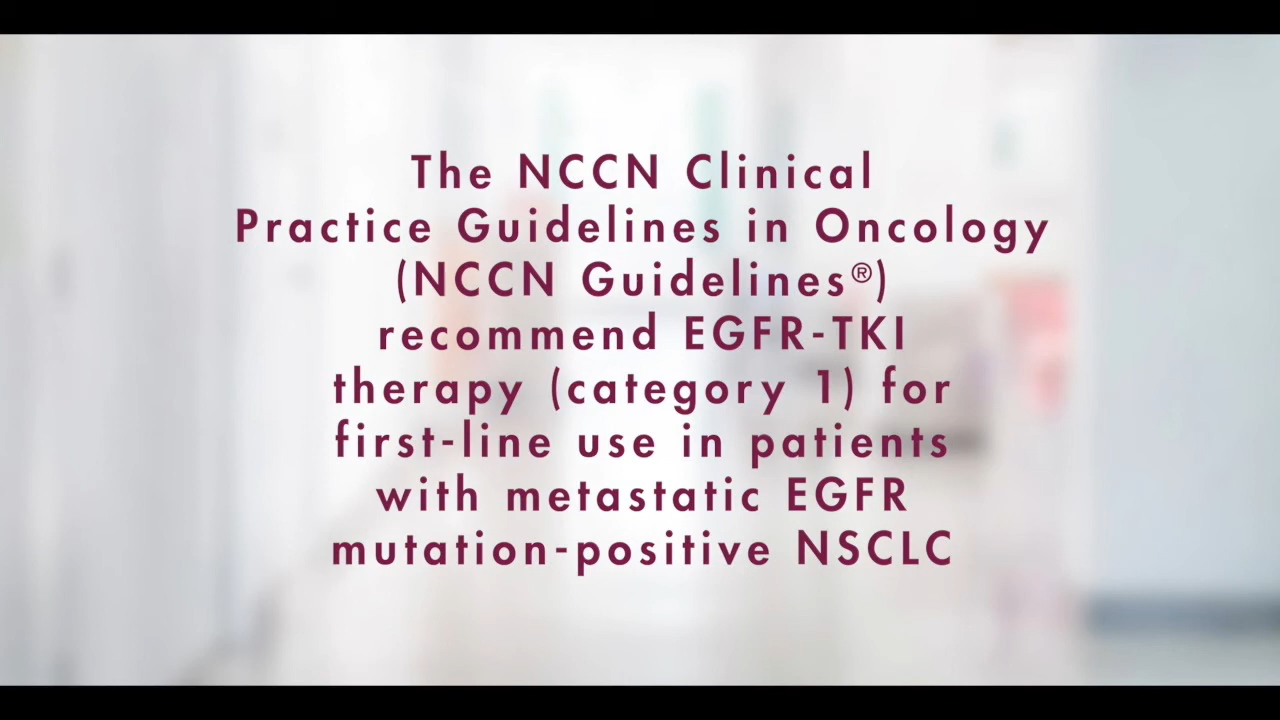 The NCCN Clinical
Practice Guidelines in Oncology
(NCCN Guidelines®)
recommend EGFR-TKI
therapy (category 1) for
first-line use in patients
with metastatic EGFR
mutation-positive NSCLC